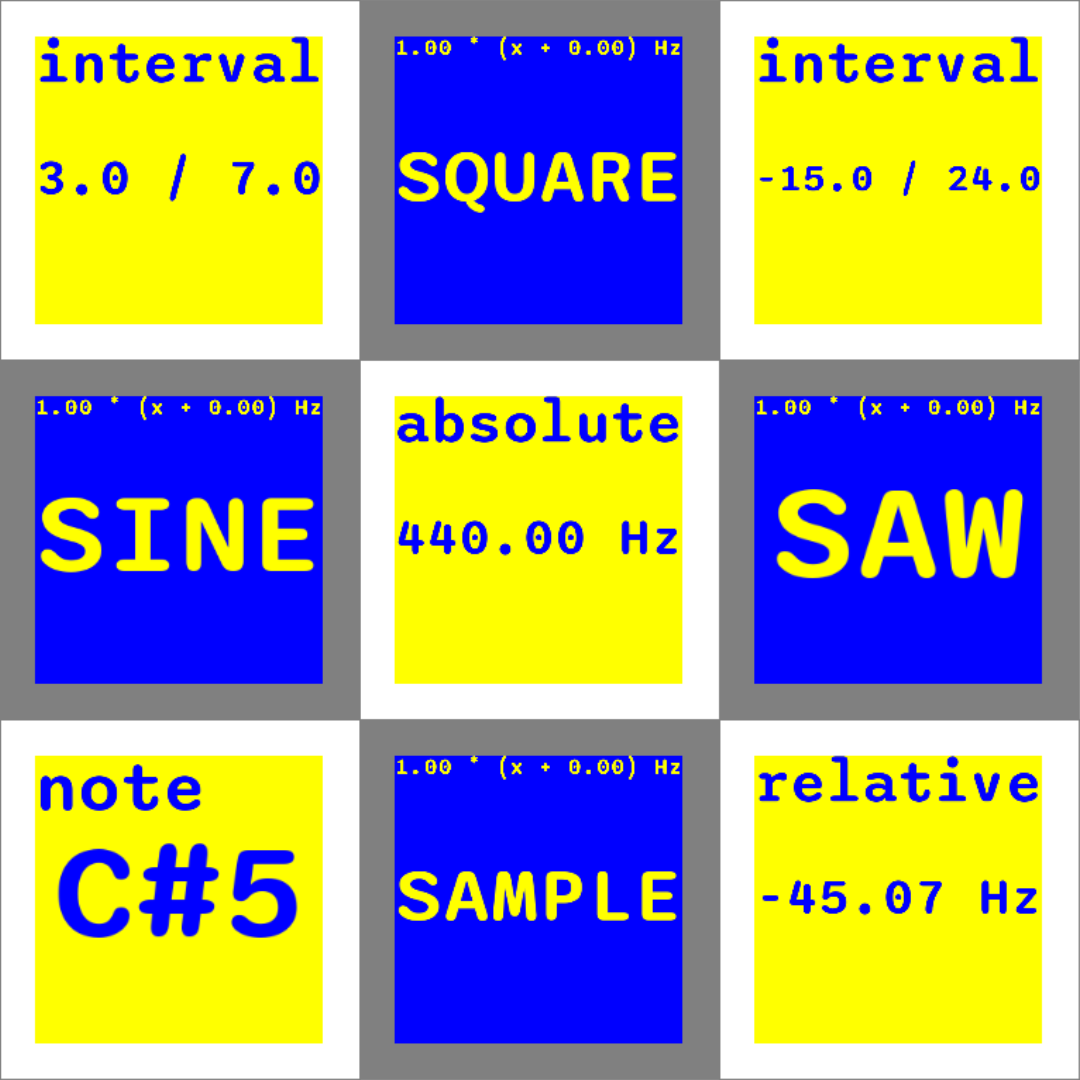 interval
3.0 / 7.0
1.00 * (x + 0.00) Hz
SQUARE
interval
-15.0 / 24.0
1.00 * (x + 0.00) Hz
SINE
absolute
440.00 Hz
1.00 * (x + 0.00) Hz
SAW
note
C#5
1.00 * (x + 0.00) Hz
SAMPLE
relative
-45.07 Hz